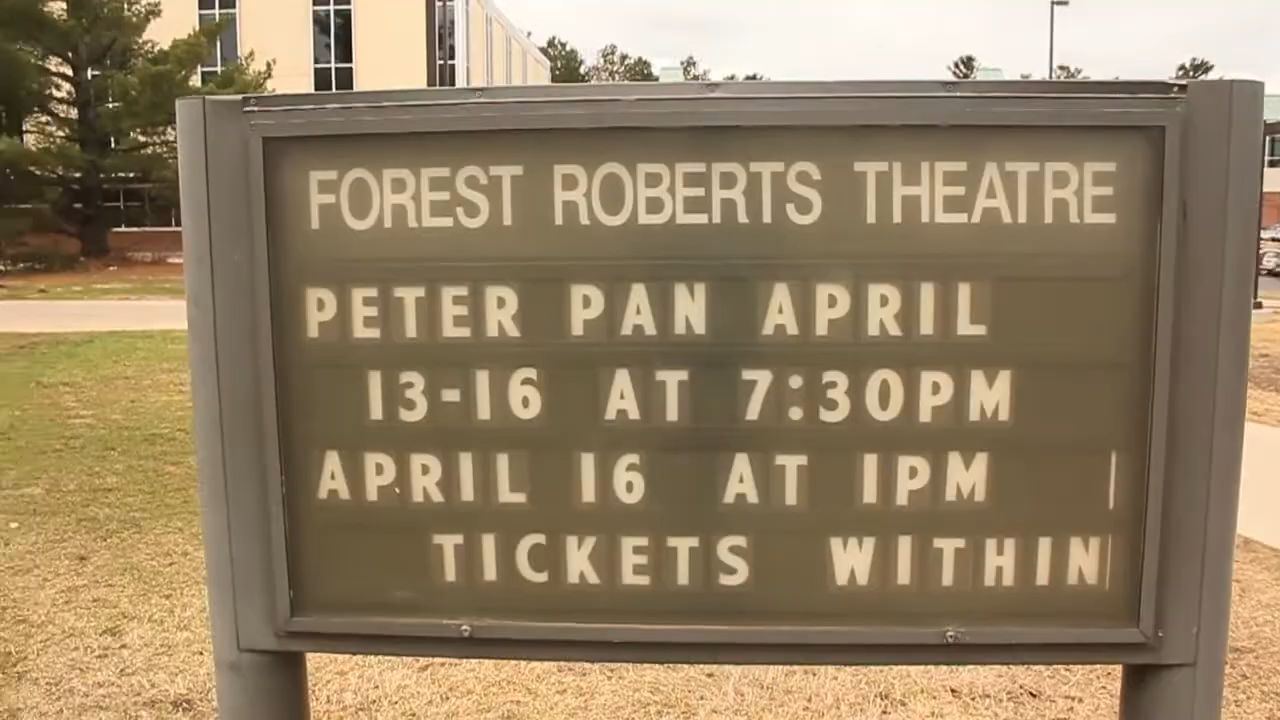 FOREST ROBERTS THEATRE
PETER PAN APRIL
13-16 AT 7:30PM
APRIL 16 AT 1PM
TICKETS WITHIN